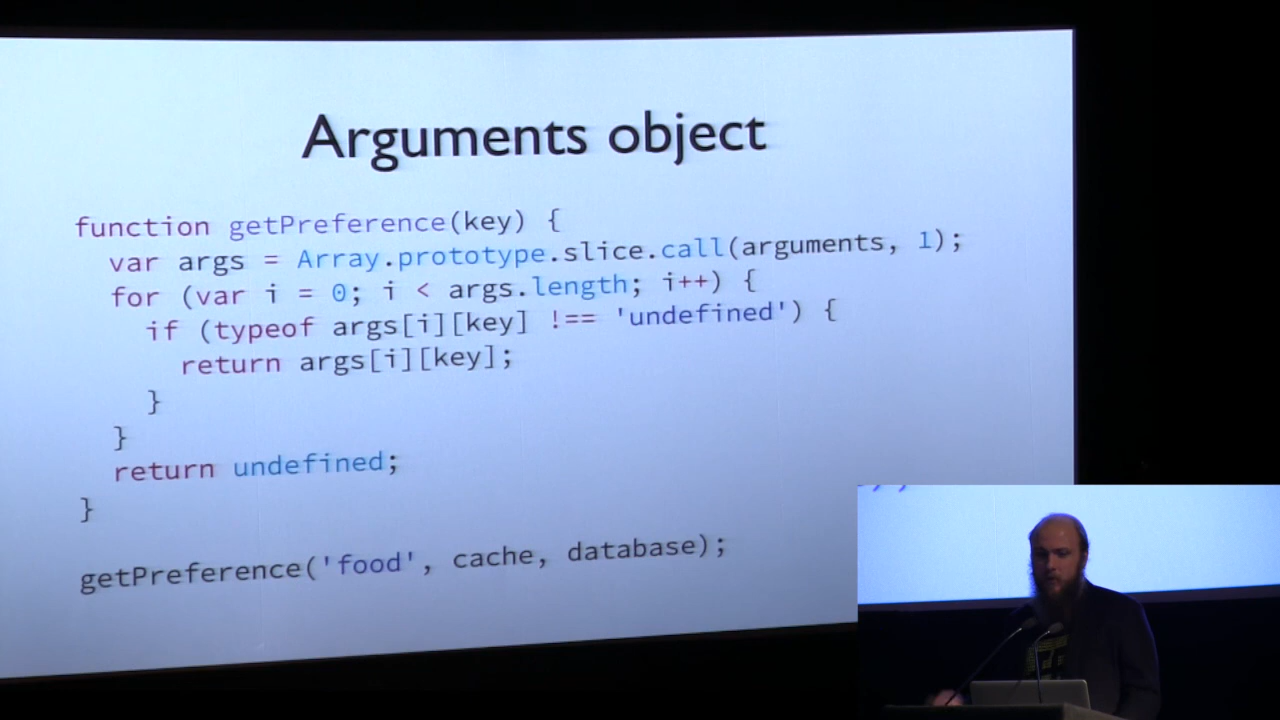 Arguments object
function getPreference(key) {
  var args = Array.prototype.slice.call(arguments, 1);
  for (var i = 0; i < args.length; i++) {
    if (typeof args[i][key] !== 'undefined') {
      return args[i][key];
    }
  }
  return undefined;
}
getPreference('food', cache, database);